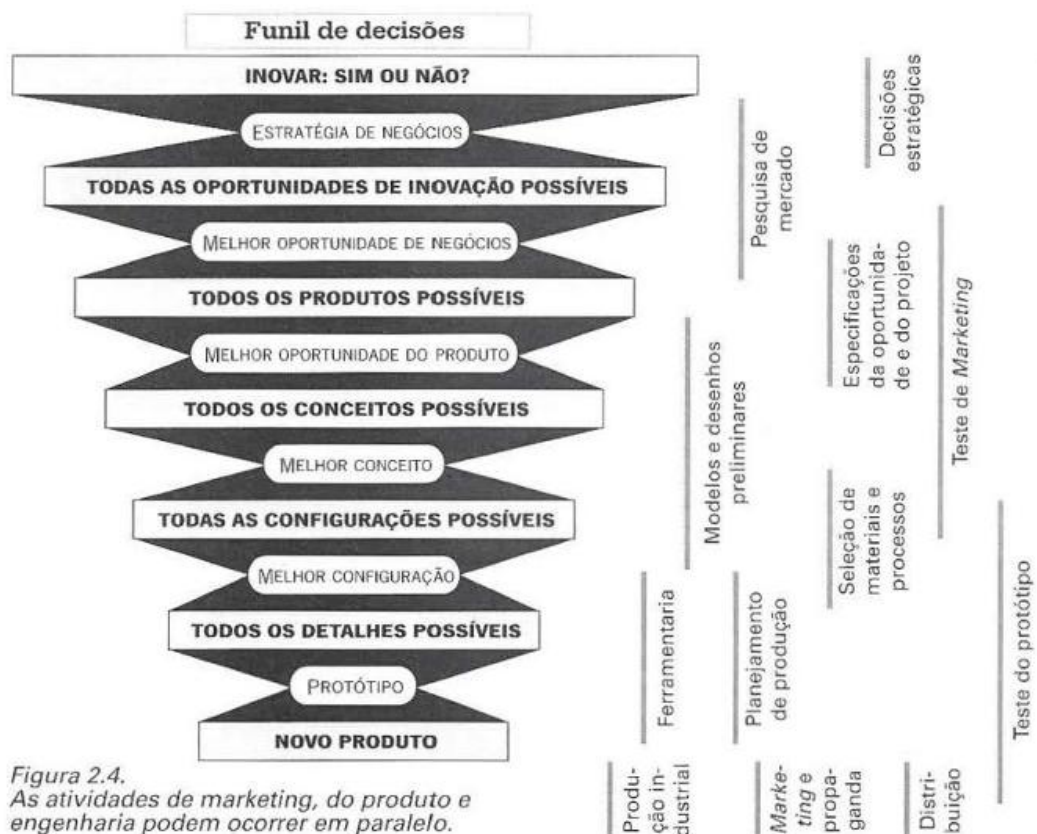 Funil de decisões
INOVAR: SIM OU NÃO?
ESTRATÉGIA DE NEGÓCIOS
TODAS AS OPORTUNIDADES DE INOVAÇÃO POSSÍVEIS
MELHOR OPORTUNIDADE DE NEGÓCIOS
TODOS OS PRODUTOS POSSÍVEIS
MELHOR OPORTUNIDADE DO PRODUTO
TODOS OS CONCEITOS POSSÍVEIS
MELHOR CONCEITO
TODAS AS CONFIGURAÇÕES POSSÍVEIS
MELHOR CONFIGURAÇÃO
TODOS OS DETALHES POSSÍVEIS
PROTÓTIPO
NOVO PRODUTO
Figura 2.4.
As atividades de marketing, do produto e
engenharia podem ocorrer em paralelo.
Decisões
estratégicas
Pesquisa de
mercado
Especificações
da oportunida-
de e do projeto
Teste de Marketing
Modelos e desenhos
preliminares
Seleção de
materiais e
processos
Teste do protótipo
Ferramentaria
Planejamento
de produção
Produ-
ção in-
dustrial
Marke-
ting e
propa-
ganda
Distri-
buição